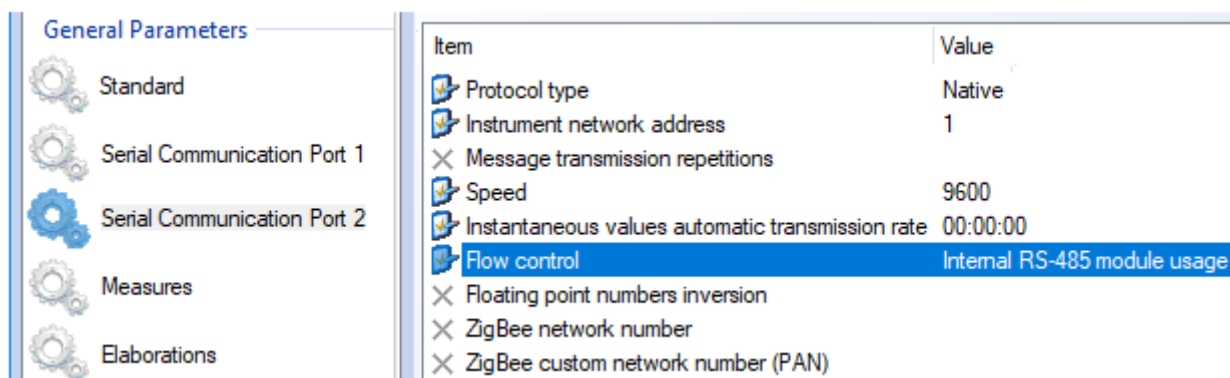 General Parameters
Standard
Serial Communication Port 1
Serial Communication Port 2
Measures
Elaborations
Item Value
Protocol type Native
Instrument network address 1
Message transmission repetitions
Speed 9600
Instantaneous values automatic transmission rate 00:00:00
Flow control Internal RS-485 module usage
Floating point numbers inversion
ZigBee network number
ZigBee custom network number (PAN)